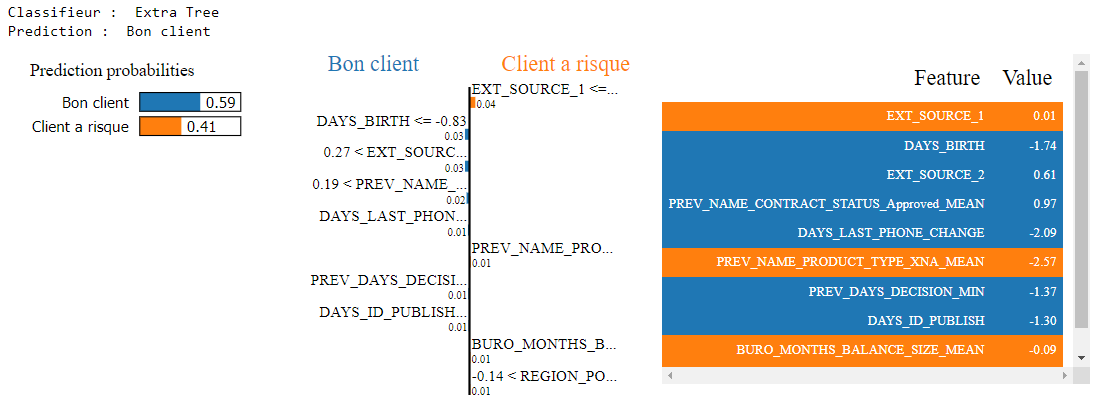 Classifieur :  Extra Tree
Prediction :  Bon client
Prediction probabilities
Bon client 0.59
Client a risque 0.41
Bon client Client a risque
EXT_SOURCE_1 <=...
0.04
DAYS_BIRTH <= -0.83
0.03
0.27 < EXT_SOURC...
0.03
0.19 < PREV_NAME_...
0.02
DAYS_LAST_PHON...
0.01
PREV_NAME_PRO...
0.01
PREV_DAYS_DECISI...
0.01
DAYS_ID_PUBLISH...
0.01
BURO_MONTHS_B...
0.01
-0.14 < REGION_PO...
0.01
Feature Value
EXT_SOURCE_1 0.01
DAYS_BIRTH -1.74
EXT_SOURCE_2 0.61
PREV_NAME_CONTRACT_STATUS_Approved_MEAN 0.97
DAYS_LAST_PHONE_CHANGE -2.09
PREV_NAME_PRODUCT_TYPE_XNA_MEAN -2.57
PREV_DAYS_DECISION_MIN -1.37
DAYS_ID_PUBLISH -1.30
BURO_MONTHS_BALANCE_SIZE_MEAN -0.09